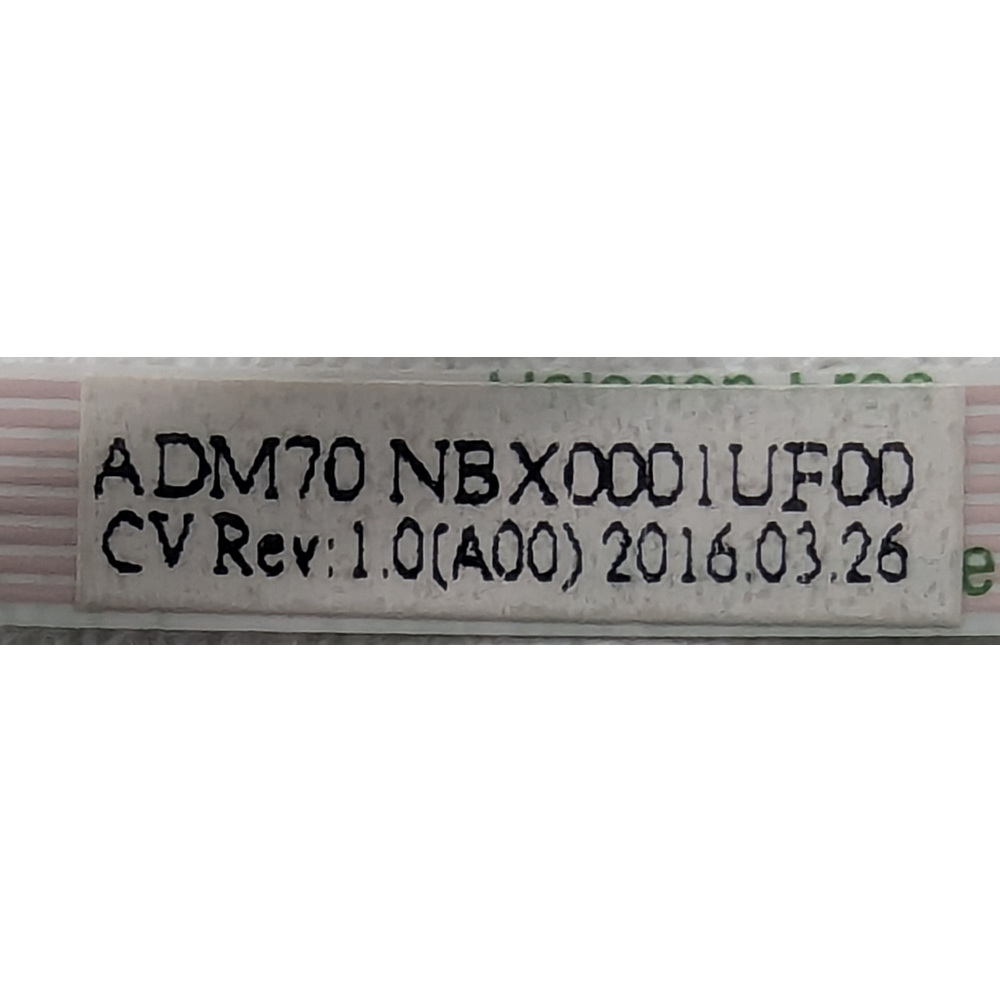 ADM70 NBX0001UF00
CV Rev: 1.0(A00) 2016.03.26
e